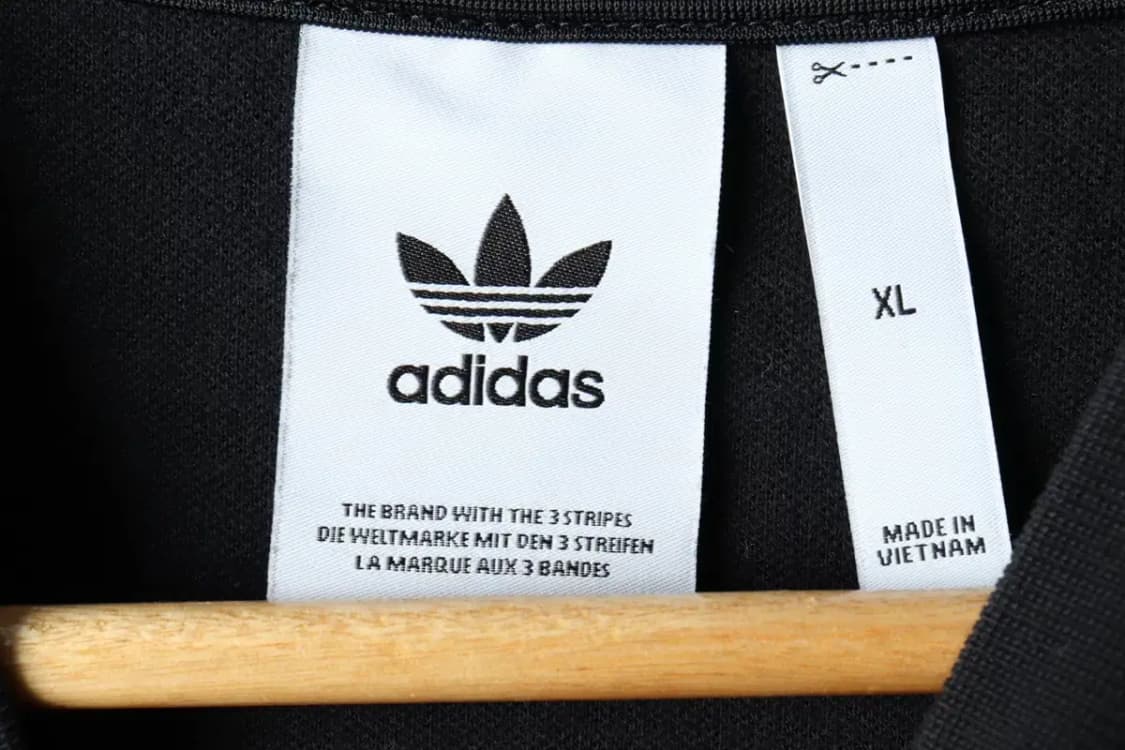 adidas
THE BRAND WITH THE 3 STRIPES
DIE WELTMARKE MIT DEN 3 STREIFEN
LA MARQUE AUX 3 BANDES
XL
MADE IN
VIETNAM